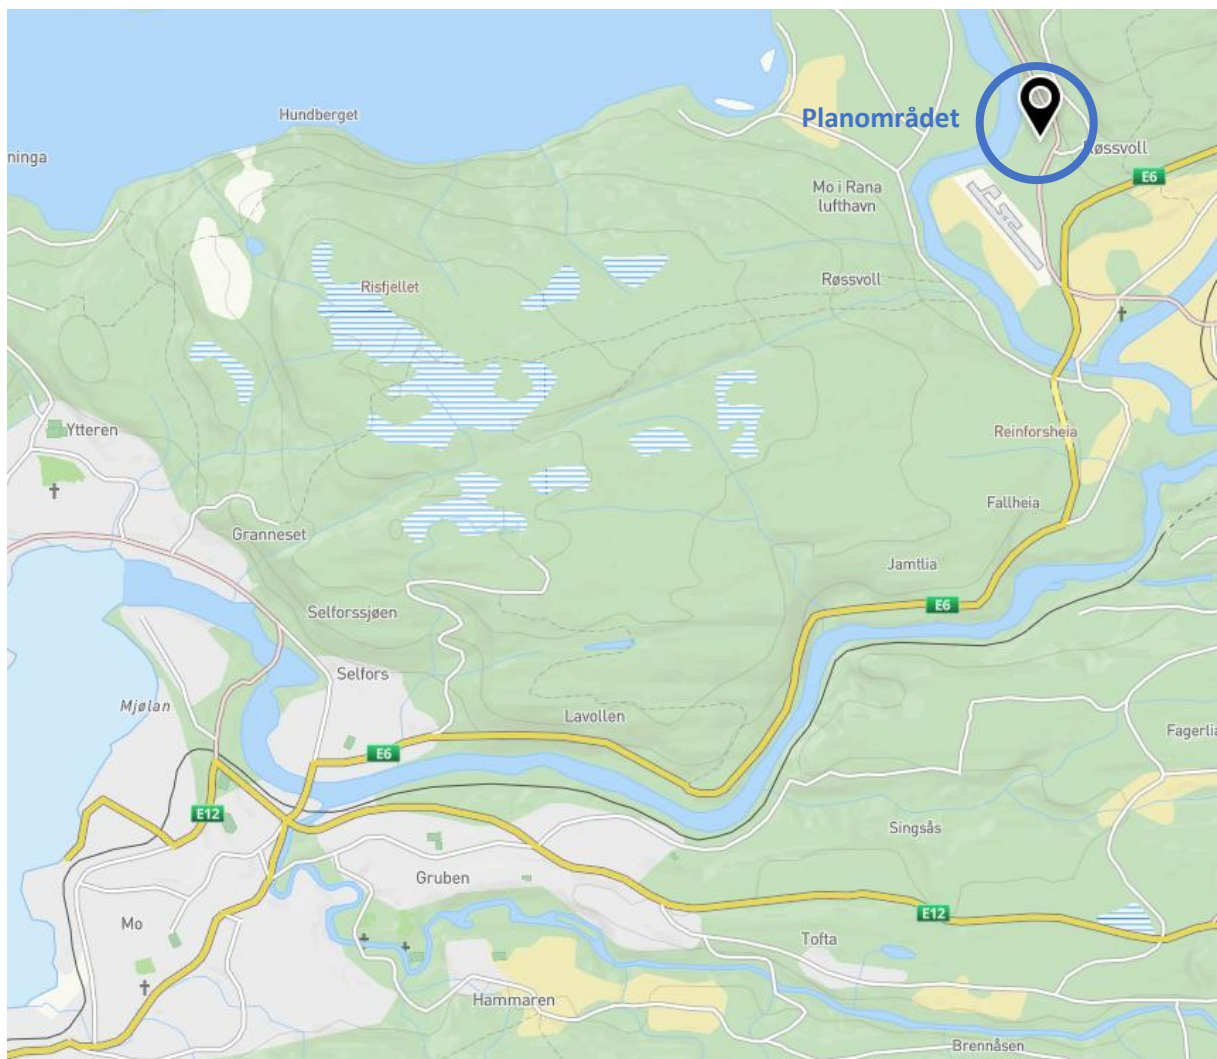 Hundberget
Planområdet
ninga
Røssvoll
E6
Mo i Rana
lufthavn
Risfjellet
Røssvoll
Ytteren
Reinforsheia
Fallheia
Granneset
Jamtlia
E6
Selforssjøen
Selfors
Mjølan
Lavollen
Fagerlia
E6
E12
Singsås
Gruben
E12
Mo
Tofta
Hammaren
Brennåsen